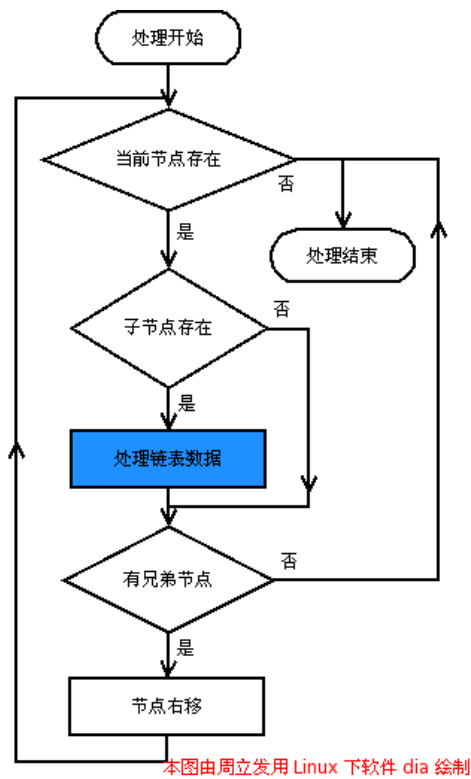 处理开始
当前节点存在
否
是
处理结束
子节点存在
否
是
处理链表数据
有兄弟节点
否
是
节点右移
本图由周立发用 Linux 下软件 dia 绘制